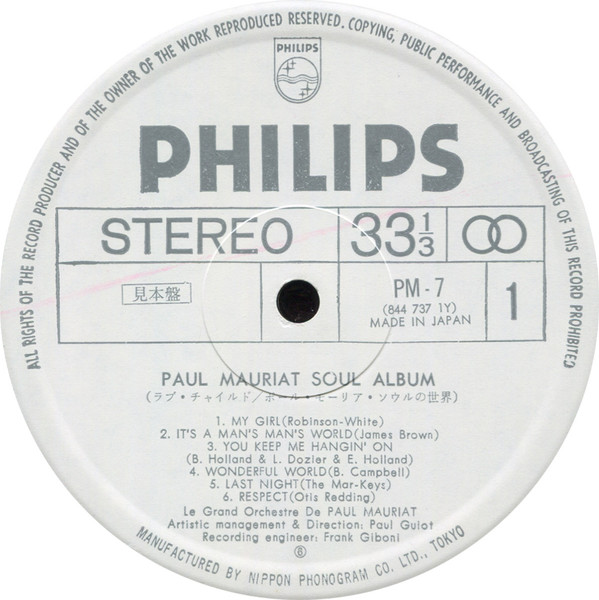 ALL RIGHTS OF THE RECORD PRODUCER AND OF THE OWNER OF THE WORK REPRODUCED RESERVED. COPYING, PUBLIC PERFORMANCE AND BROADCASTING OF THIS RECORD PROHIBITED
PHILIPS
PHILIPS
STEREO 33 1/3
見本盤 PM-7 1
(844 737 1Y)
MADE IN JAPAN
PAUL MAURIAT SOUL ALBUM
(ラブ・チャイルド/ポール・モーリア・ソウルの世界)
1. MY GIRL(Robinson-White)
2. IT'S A MAN'S MAN'S WORLD(James Brown)
3. YOU KEEP ME HANGIN' ON
(B. Holland & L. Dozier & E. Holland)
4. WONDERFUL WORLD(B. Campbell)
5. LAST NIGHT(The Mar-Keys)
6. RESPECT(Otis Redding)
Le Grand Orchestre De PAUL MAURIAT
Artistic management & Direction: Paul Guiot
Recording engineer: Frank Giboni
MANUFACTURED BY NIPPON PHONOGRAM CO. LTD., TOKYO